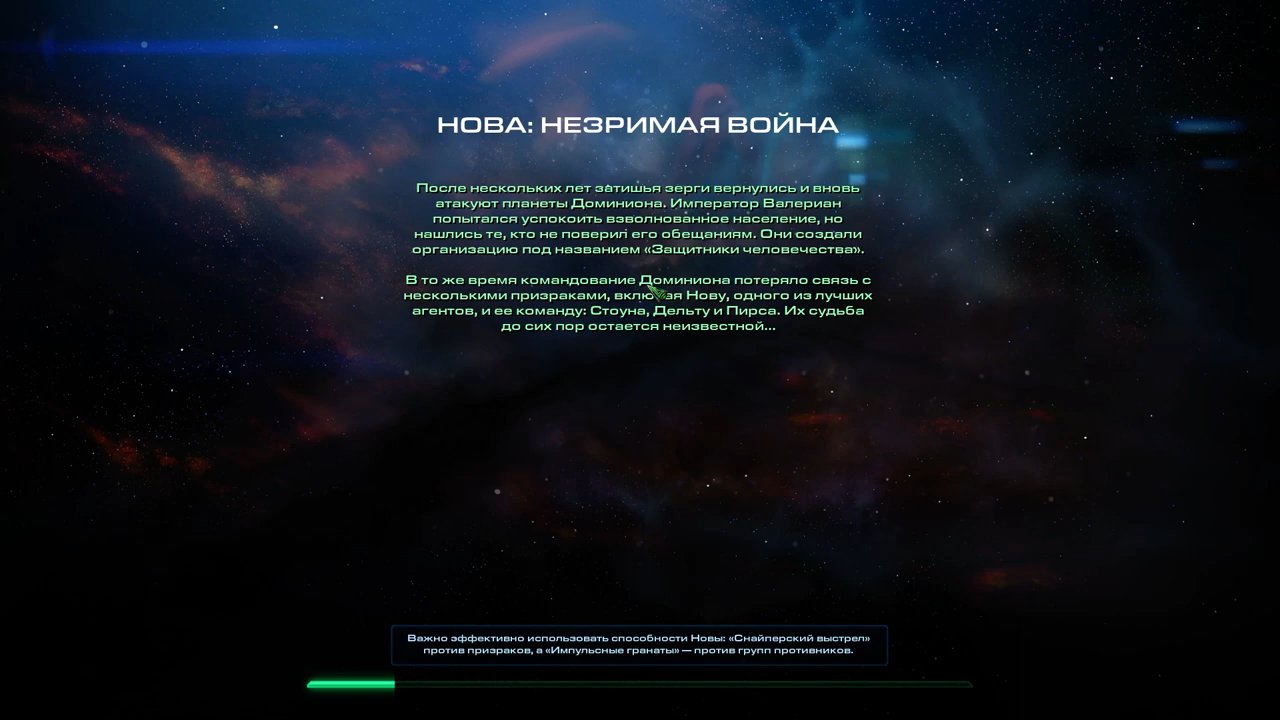 НОВА: НЕЗРИМАЯ ВОЙНА
После нескольких лет затишья зерги вернулись и вновь
атакуют планеты Доминиона. Император Валериан
попытался успокоить взволнованное население, но
нашлись те, кто не поверил его обещаниям. Они создали
организацию под названием «Защитники человечества».
В то же время командование Доминиона потеряло связь с
несколькими призраками, включая Нову, одного из лучших
агентов, и ее команду: Стоуна, Дельту и Пирса. Их судьба
до сих пор остается неизвестной...
Важно эффективно использовать способности Новы: «Снайперский выстрел»
против призраков, а «Импульсные гранаты» — против групп противников.